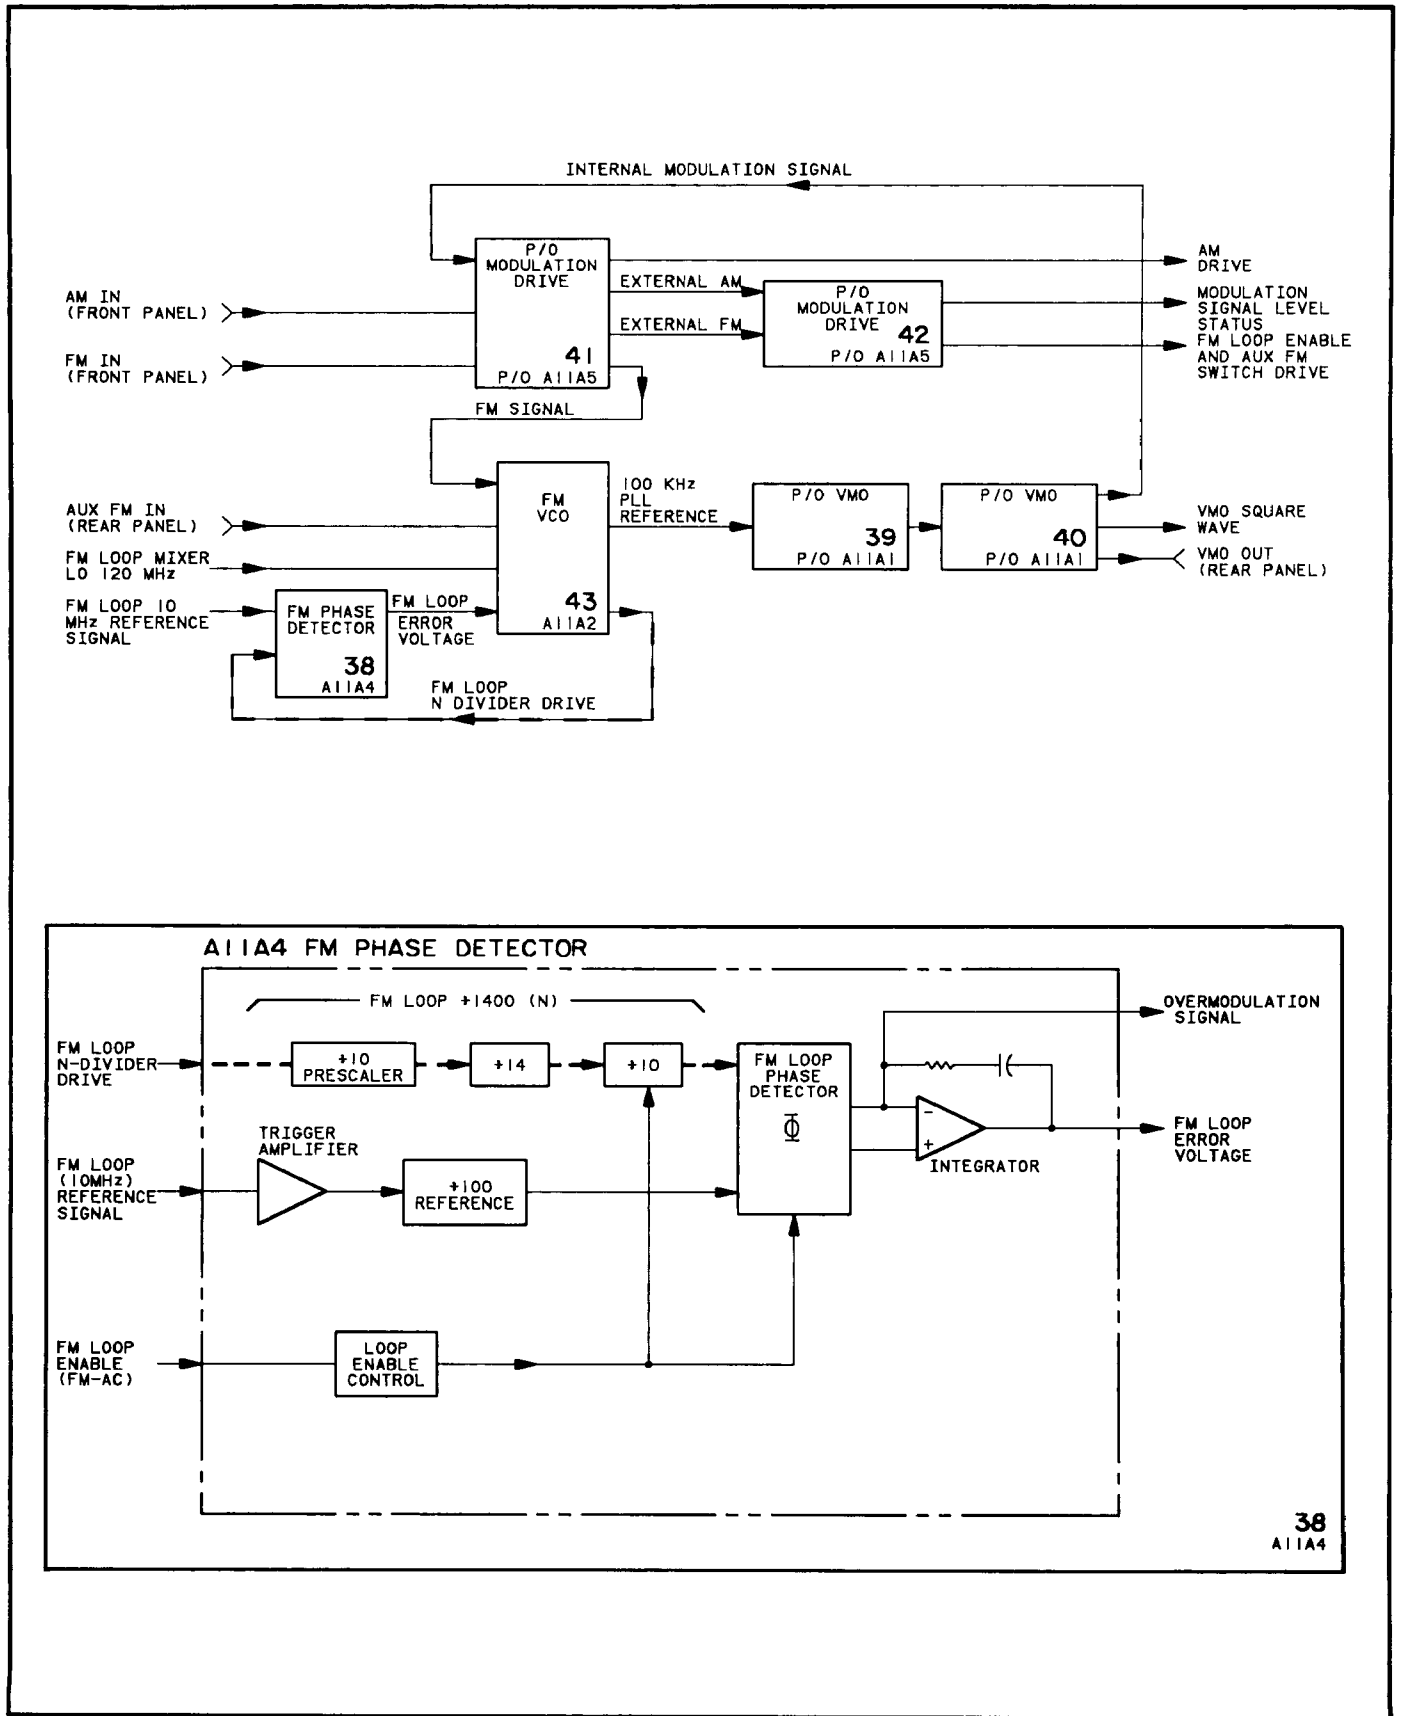 INTERNAL MODULATION SIGNAL
P/O
MODULATION
DRIVE
41
P/O A11A5
AM IN
(FRONT PANEL)
FM IN
(FRONT PANEL)
EXTERNAL AM
EXTERNAL FM
P/O
MODULATION
DRIVE
42
P/O A11A5
AM
DRIVE
MODULATION
SIGNAL LEVEL
STATUS
FM LOOP ENABLE
AND AUX FM
SWITCH DRIVE
FM SIGNAL
AUX FM IN
(REAR PANEL)
FM LOOP MIXER
LO 120 MHz
FM LOOP 10
MHz REFERENCE
SIGNAL
FM
VCO
43
A11A2
100 KHz
PLL
REFERENCE
P/O VMO
39
P/O A11A1
P/O VMO
40
P/O A11A1
VMO SQUARE
WAVE
VMO OUT
(REAR PANEL)
FM PHASE
DETECTOR
38
A11A4
FM LOOP
ERROR
VOLTAGE
FM LOOP
N DIVIDER DRIVE
A11A4 FM PHASE DETECTOR
FM LOOP ÷1400 (N)
FM LOOP
N-DIVIDER
DRIVE
÷10
PRESCALER
÷14
÷10
FM LOOP
PHASE
DETECTOR
Φ
OVERMODULATION
SIGNAL
-
+
INTEGRATOR
FM LOOP
ERROR
VOLTAGE
TRIGGER
AMPLIFIER
FM LOOP
(10MHz)
REFERENCE
SIGNAL
÷100
REFERENCE
FM LOOP
ENABLE
(FM-AC)
LOOP
ENABLE
CONTROL
38
A11A4